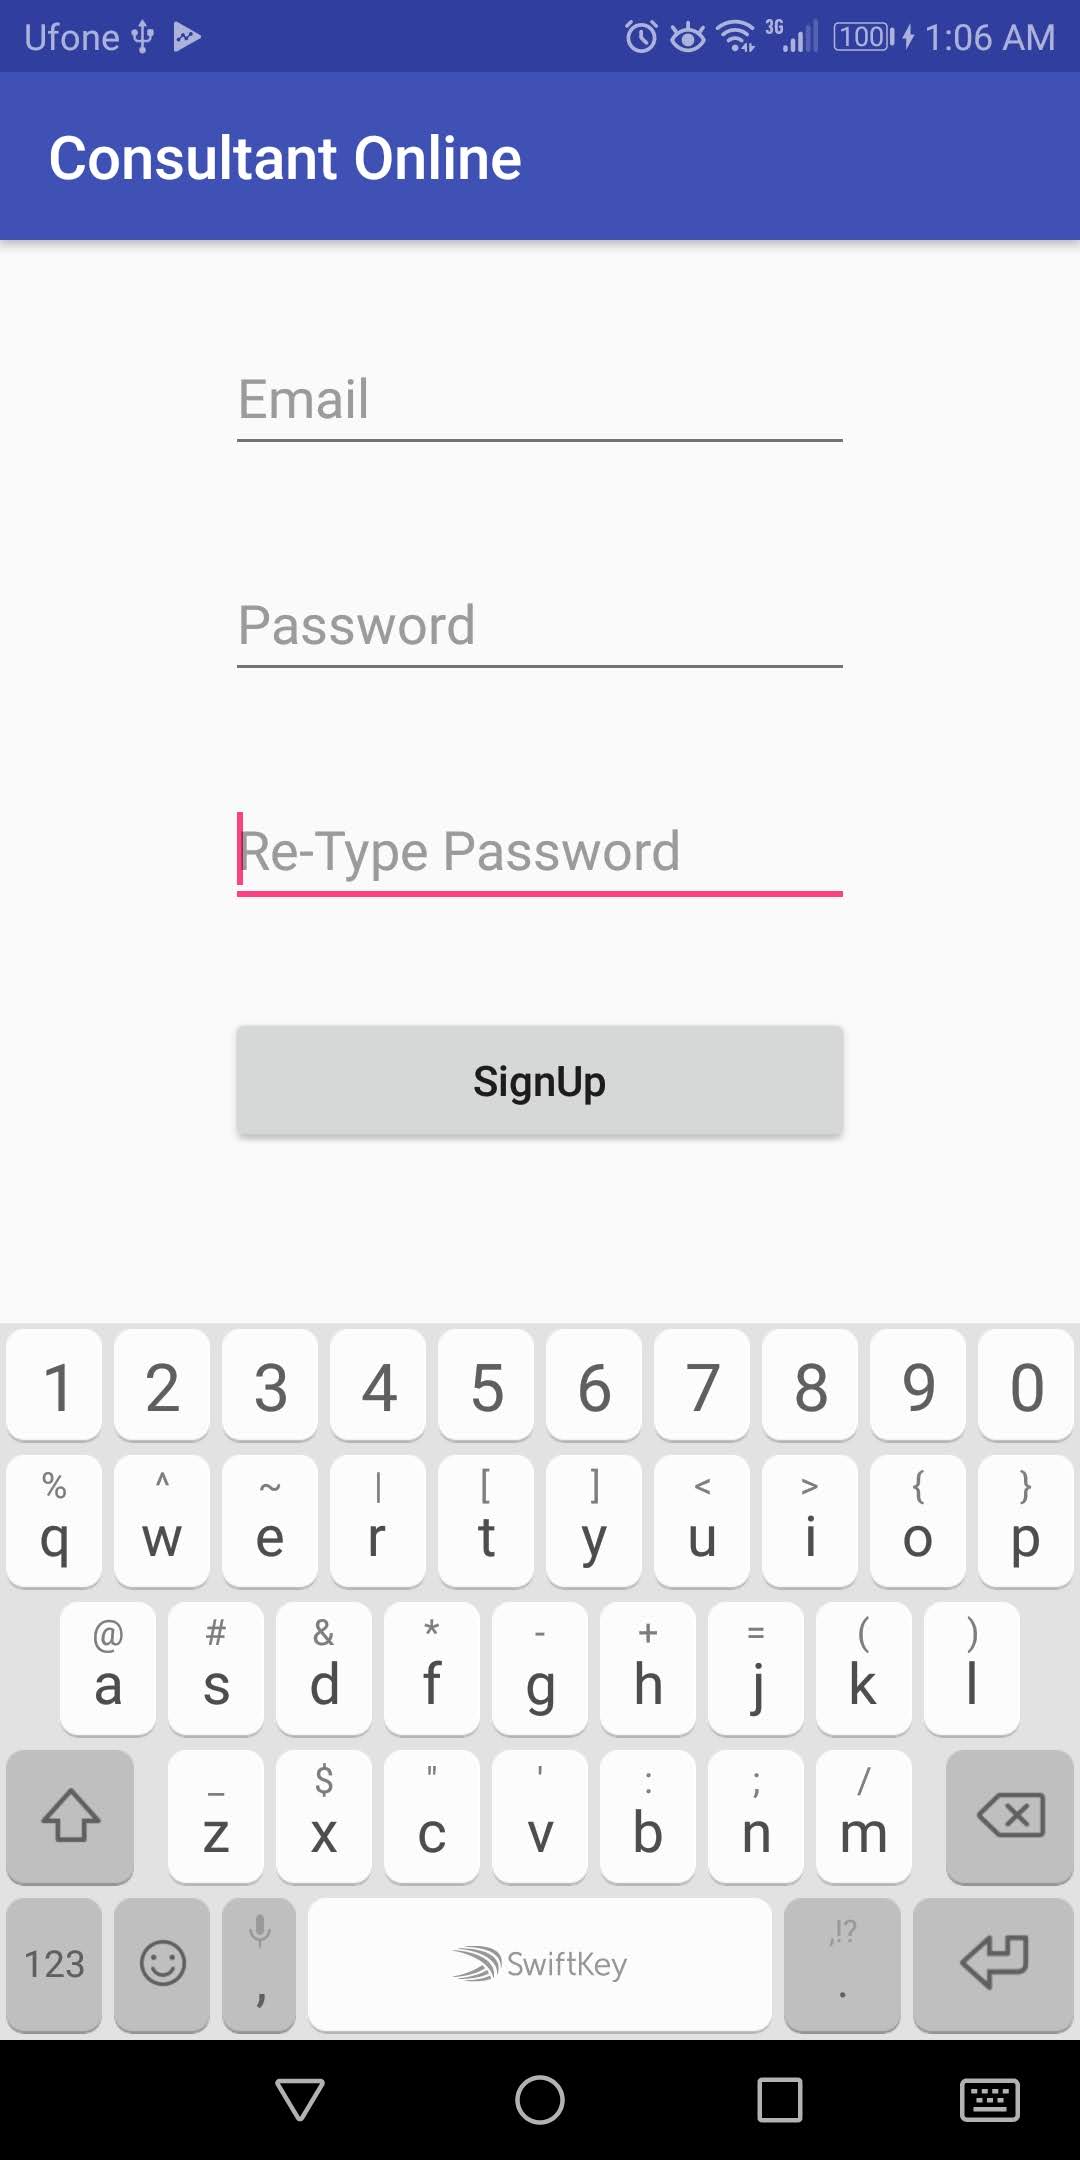 Ufone 3G 100 1:06 AM
Consultant Online
Email
Password
Re-Type Password
SignUp
1 2 3 4 5 6 7 8 9 0
% ^ ~ | [ ] < > { }
q w e r t y u i o p
@ # & * - + = ( )
a s d f g h j k l
_ $ " ' : ; /
z x c v b n m
,!?
123 , SwiftKey .